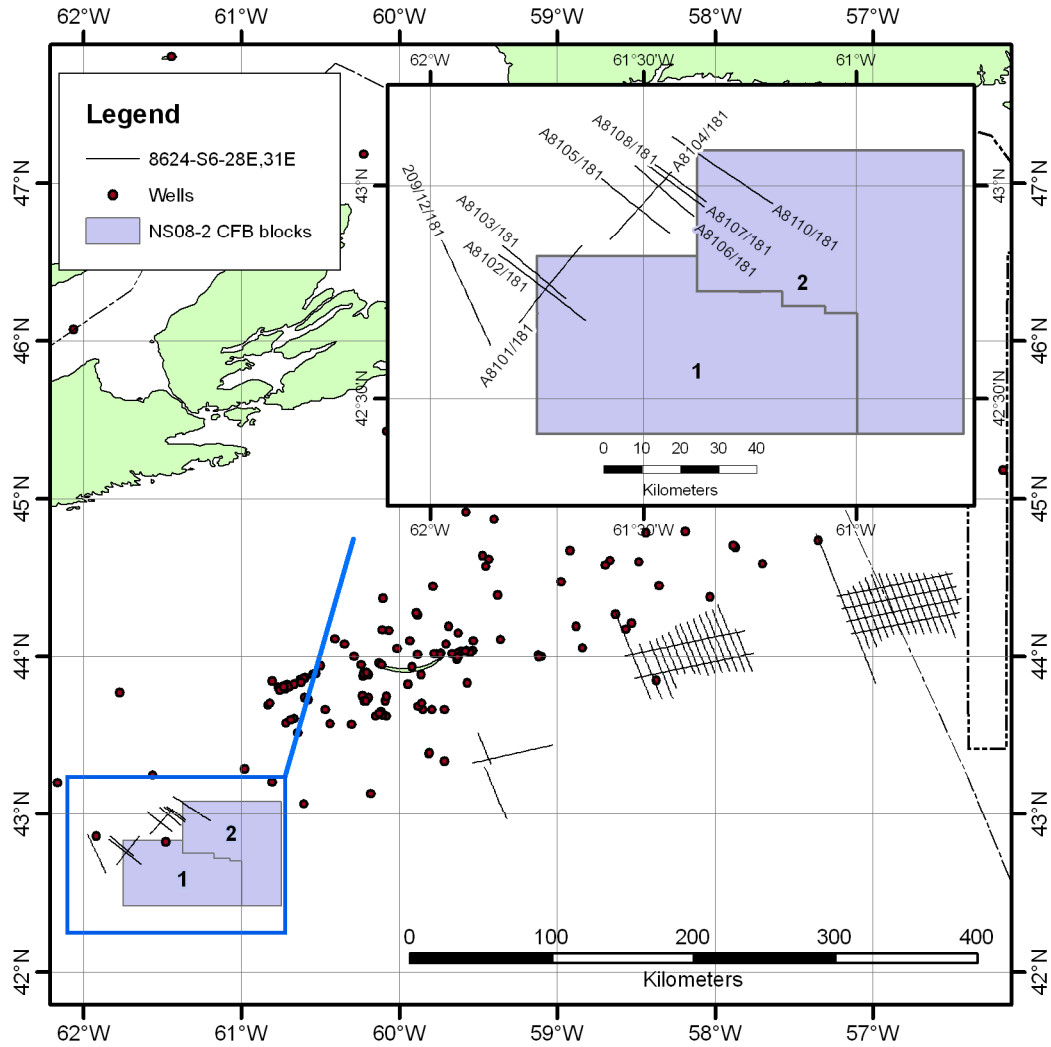 62°W 61°W 60°W 59°W 58°W 57°W
Legend
8624-S6-28E,31E
Wells
NS08-2 CFB blocks
62°W 61°30'W 61°W
43°N 43°N
42°30'N 42°30'N
A8104/181
A8108/181
A8105/181
209/12/181
A8103/181
A8102/181
A8110/181
A8107/181
A8106/181
A8101/181
2
1
0 10 20 30 40
Kilometers
62°W 61°30'W 61°W
47°N 47°N
46°N 46°N
45°N 45°N
44°N 44°N
43°N 43°N
42°N 42°N
2
1
0 100 200 300 400
Kilometers
62°W 61°W 60°W 59°W 58°W 57°W